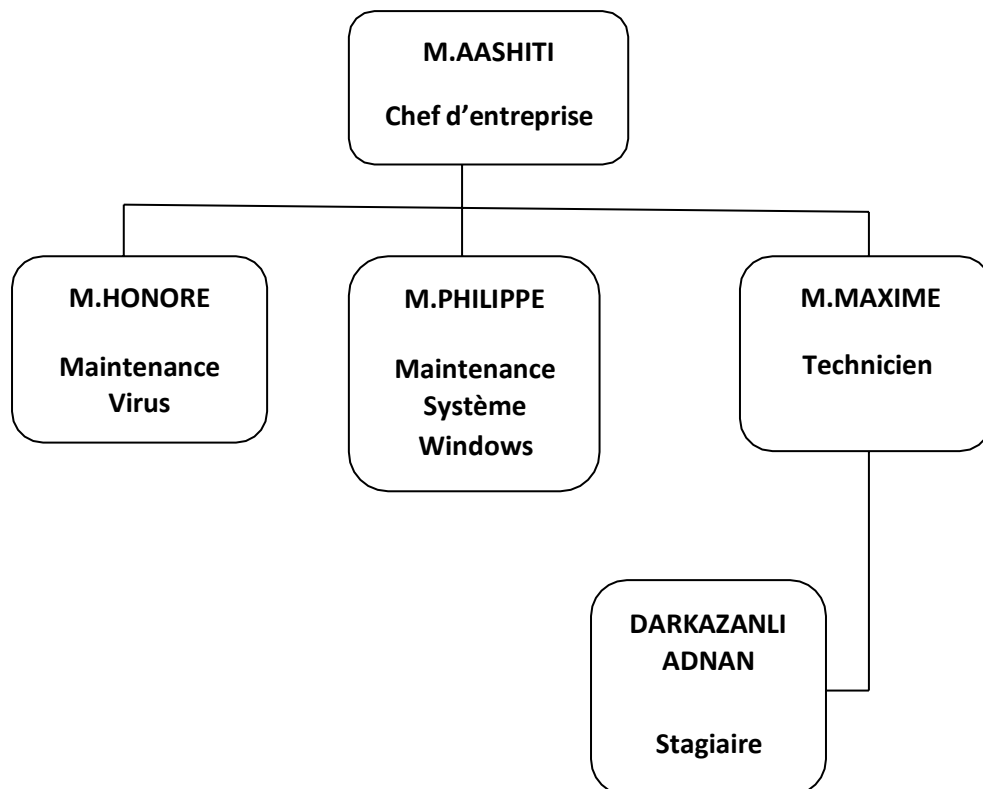 M.AASHITI
Chef d’entreprise
M.HONORE
Maintenance
Virus
M.PHILIPPE
Maintenance
Système
Windows
M.MAXIME
Technicien
DARKAZANLI
ADNAN
Stagiaire